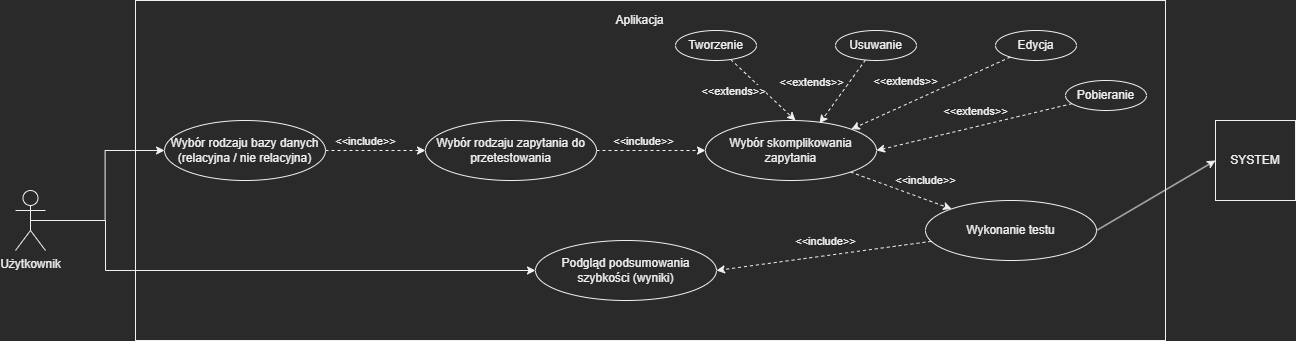 Aplikacja
Tworzenie
Usuwanie
Edycja
<<extends>>
<<extends>>
<<extends>>
Pobieranie
<<extends>>
Wybór rodzaju bazy danych
(relacyjna / nie relacyjna)
<<include>>
Wybór rodzaju zapytania do
przetestowania
<<include>>
Wybór skomplikowania
zapytania
<<include>>
SYSTEM
Wykonanie testu
<<include>>
Użytkownik
Podgląd podsumowania
szybkości (wyniki)